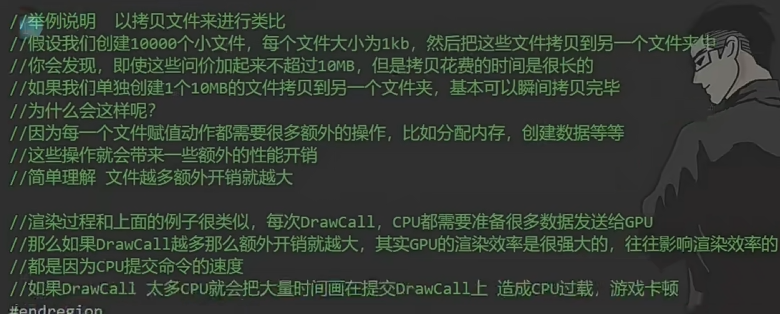 //举例说明  以拷贝文件来进行类比
//假设我们创建10000个小文件，每个文件大小为1kb，然后把这些文件拷贝到另一个文件夹中
//你会发现，即使这些问价加起来不超过10MB，但是拷贝花费的时间是很长的
//如果我们单独创建1个10MB的文件拷贝到另一个文件夹，基本可以瞬间拷贝完毕
//为什么会这样呢？
//因为每一个文件赋值动作都需要很多额外的操作，比如分配内存，创建数据等等
//这些操作就会带来一些额外的性能开销
//简单理解 文件越多额外开销就越大
//渲染过程和上面的例子很类似，每次DrawCall，CPU都需要准备很多数据发送给GPU
//那么如果DrawCall越多那么额外开销就越大，其实GPU的渲染效率是很强大的，往往影响渲染效率的
//都是因为CPU提交命令的速度
//如果DrawCall 太多CPU就会把大量时间画在提交DrawCall上 造成CPU过载，游戏卡顿
#endregion